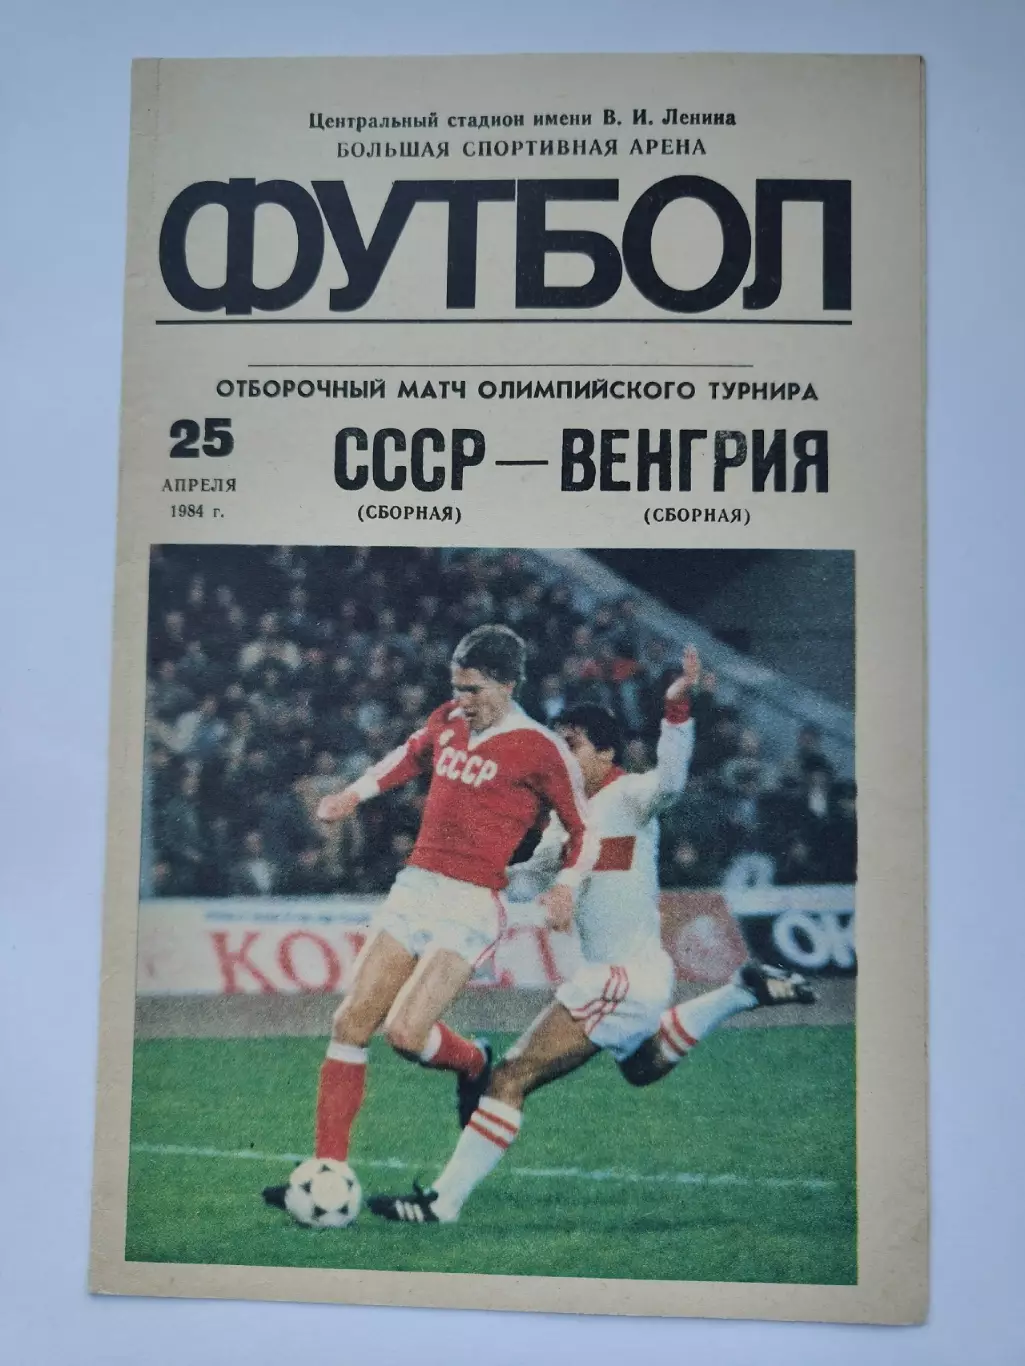 Центральный стадион имени В. И. Ленина
БОЛЬШАЯ СПОРТИВНАЯ АРЕНА
ФУТБОЛ
ОТБОРОЧНЫЙ МАТЧ ОЛИМПИЙСКОГО ТУРНИРА
25
АПРЕЛЯ
1984 г.
СССР — ВЕНГРИЯ
(СБОРНАЯ) (СБОРНАЯ)
СССР